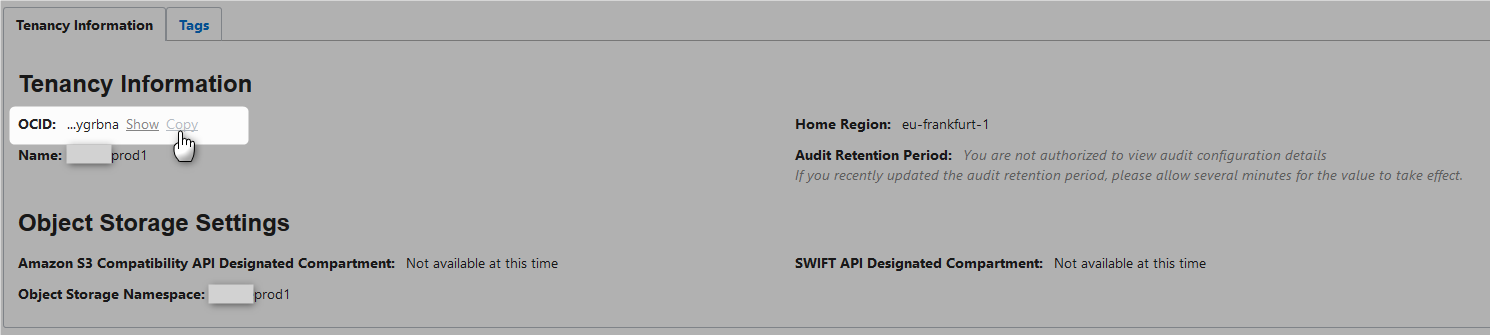 Tenancy Information Tags
Tenancy Information
OCID: ...ygrbna Show Copy
Home Region: eu-frankfurt-1
Name: prod1
Audit Retention Period: You are not authorized to view audit configuration details
If you recently updated the audit retention period, please allow several minutes for the value to take effect.
Object Storage Settings
Amazon S3 Compatibility API Designated Compartment: Not available at this time
SWIFT API Designated Compartment: Not available at this time
Object Storage Namespace: prod1